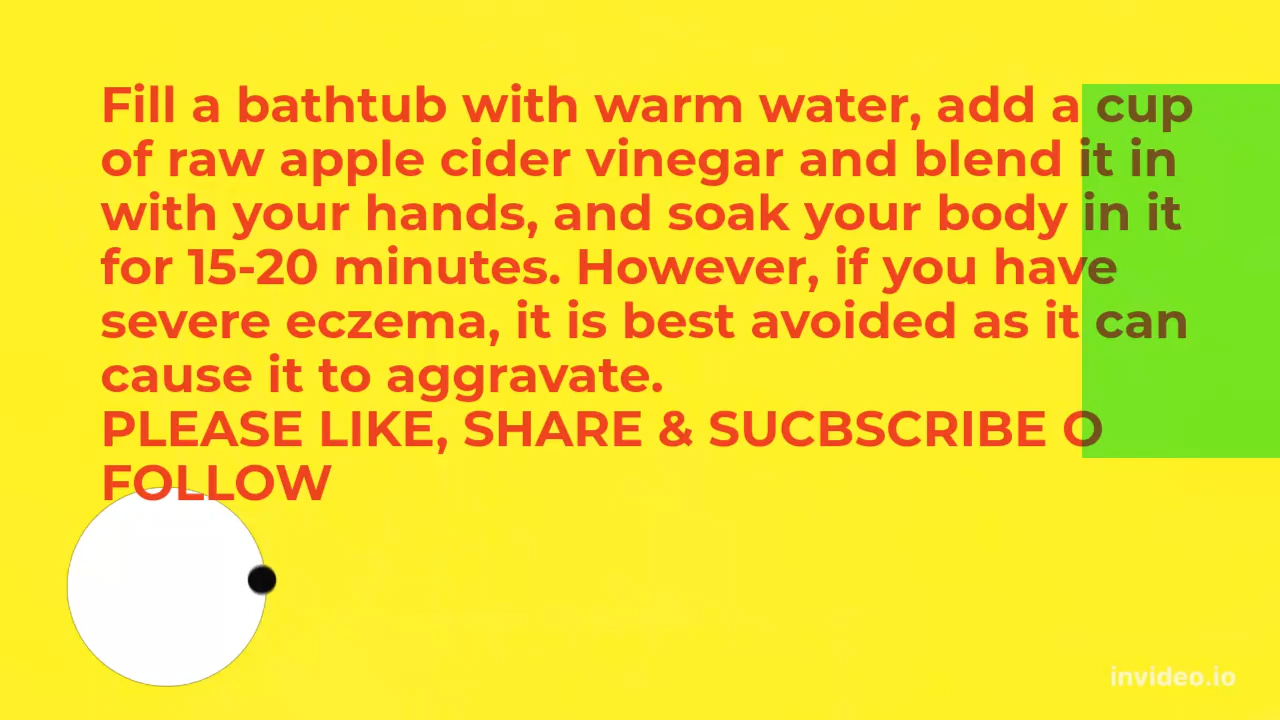 Fill a bathtub with warm water, add a cup
of raw apple cider vinegar and blend it in
with your hands, and soak your body in it
for 15-20 minutes. However, if you have
severe eczema, it is best avoided as it can
cause it to aggravate.
PLEASE LIKE, SHARE & SUCBSCRIBE O
FOLLOW
invideo.io